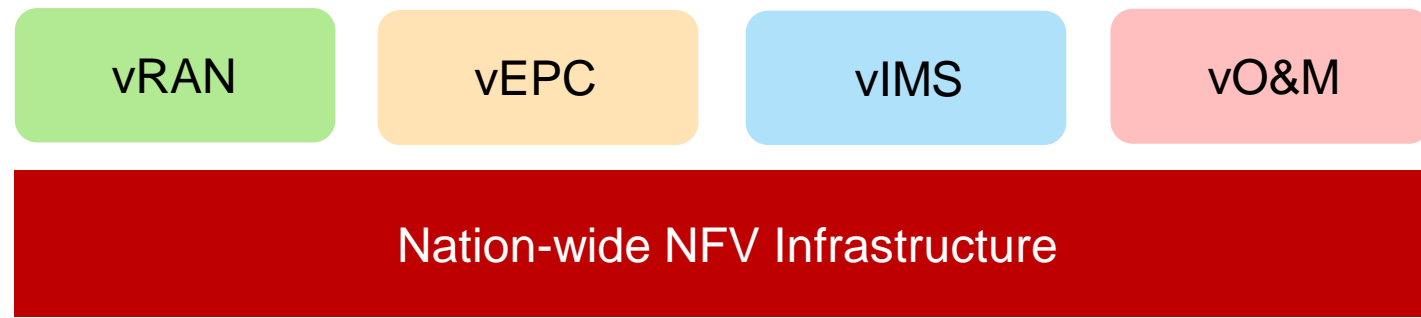 vRAN
vEPC
vIMS
vO&M
Nation-wide NFV Infrastructure